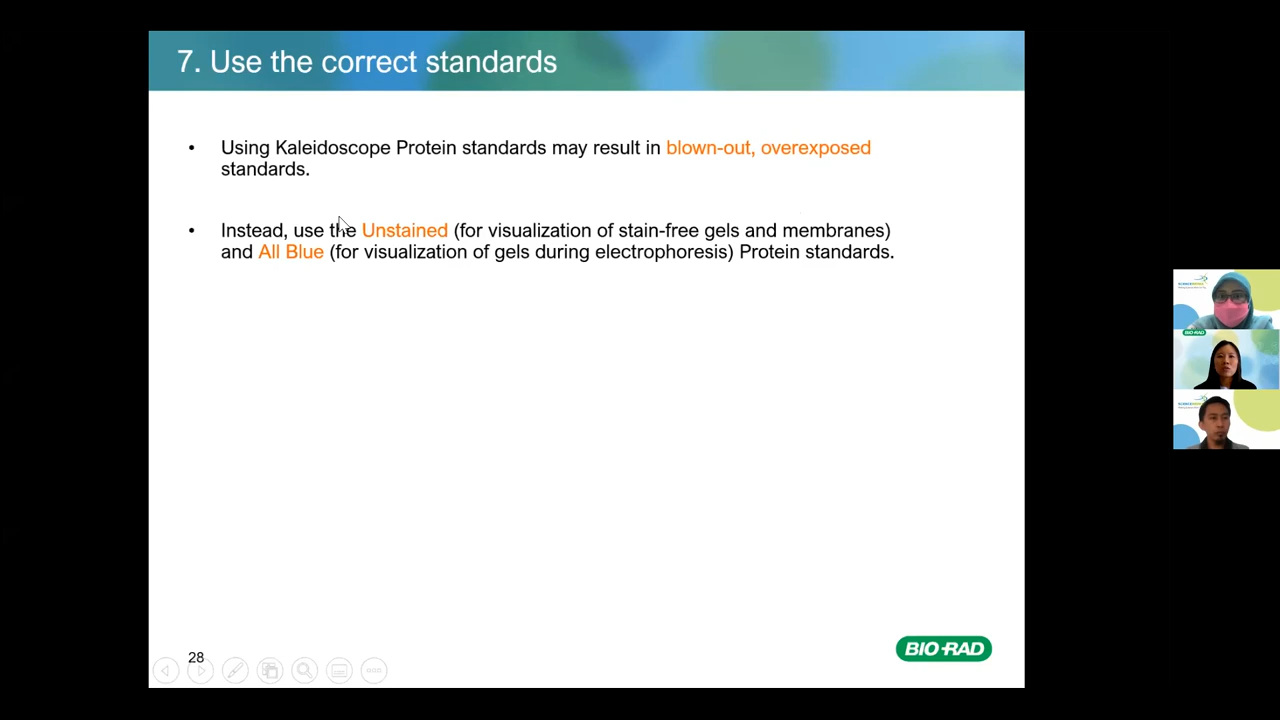 7. Use the correct standards
• Using Kaleidoscope Protein standards may result in blown-out, overexposed
standards.
• Instead, use the Unstained (for visualization of stain-free gels and membranes)
and All Blue (for visualization of gels during electrophoresis) Protein standards.
BIO-RAD
28
BIO-RAD